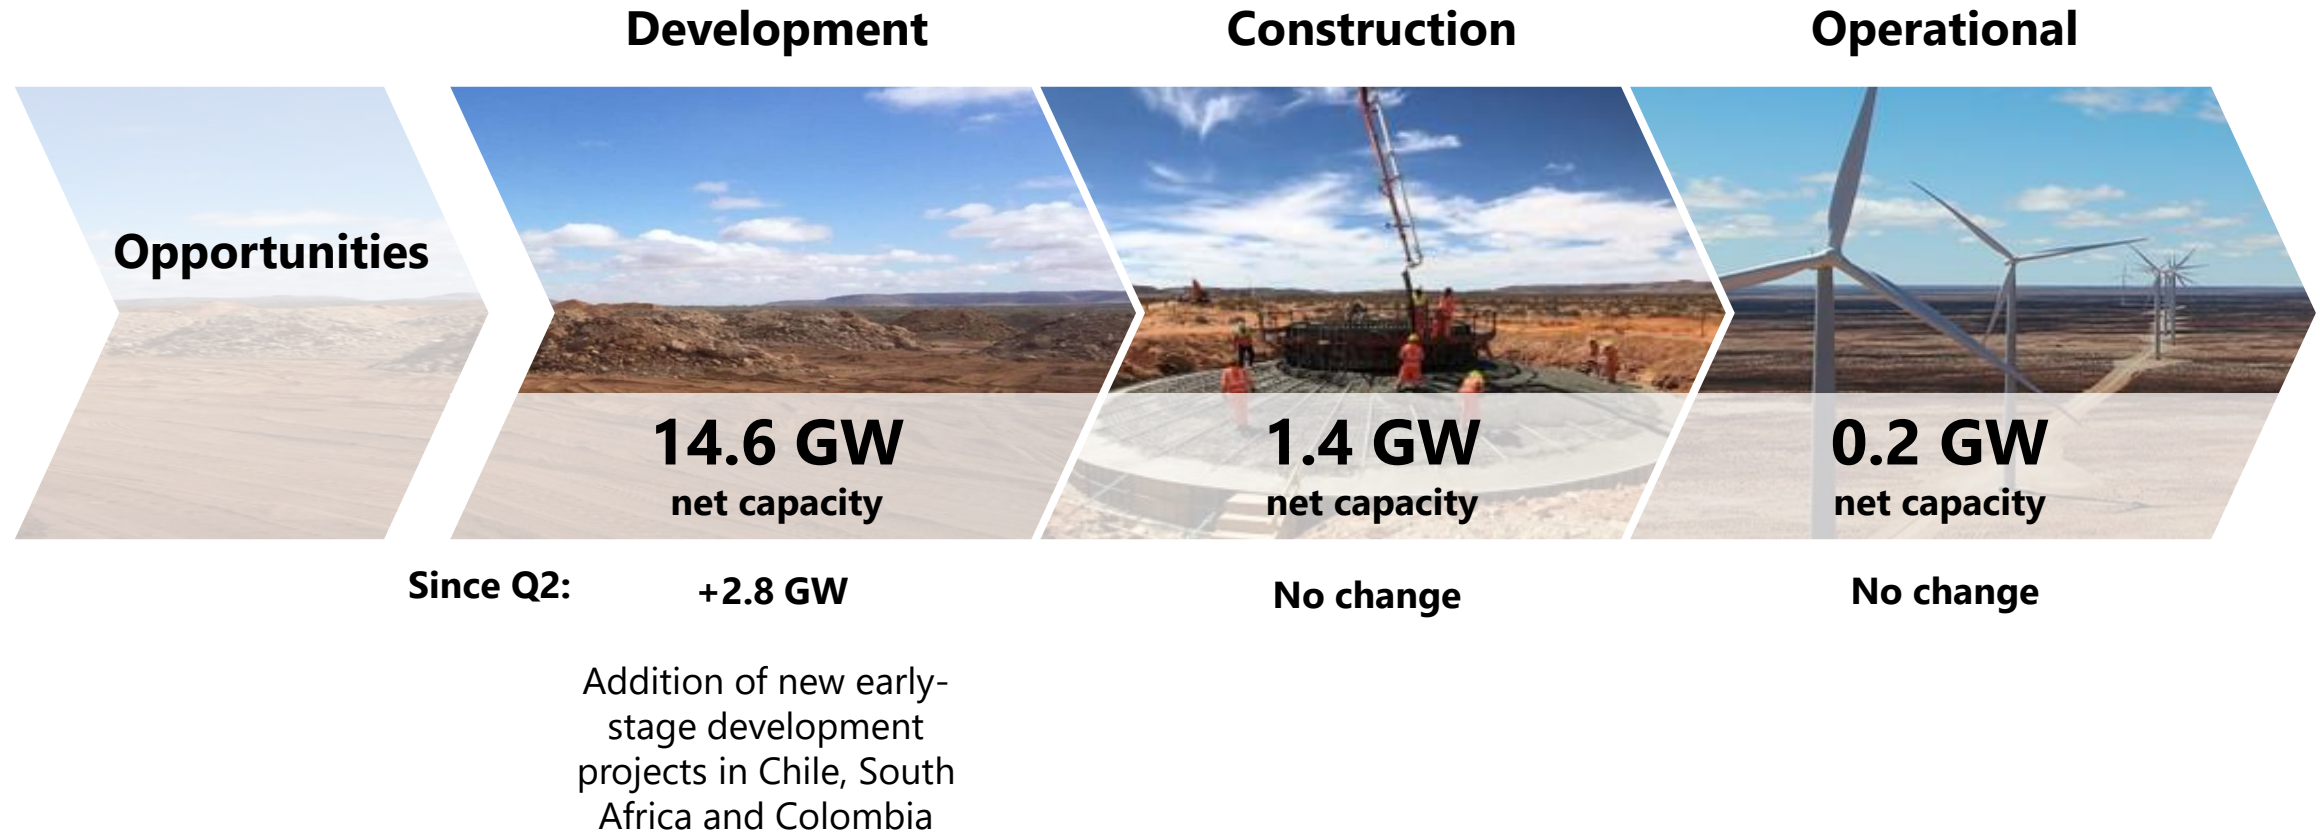 Development
Construction
Operational
Opportunities
14.6 GW
net capacity
1.4 GW
net capacity
0.2 GW
net capacity
Since Q2:
+2.8 GW
No change
No change
Addition of new early-
stage development
projects in Chile, South
Africa and Colombia